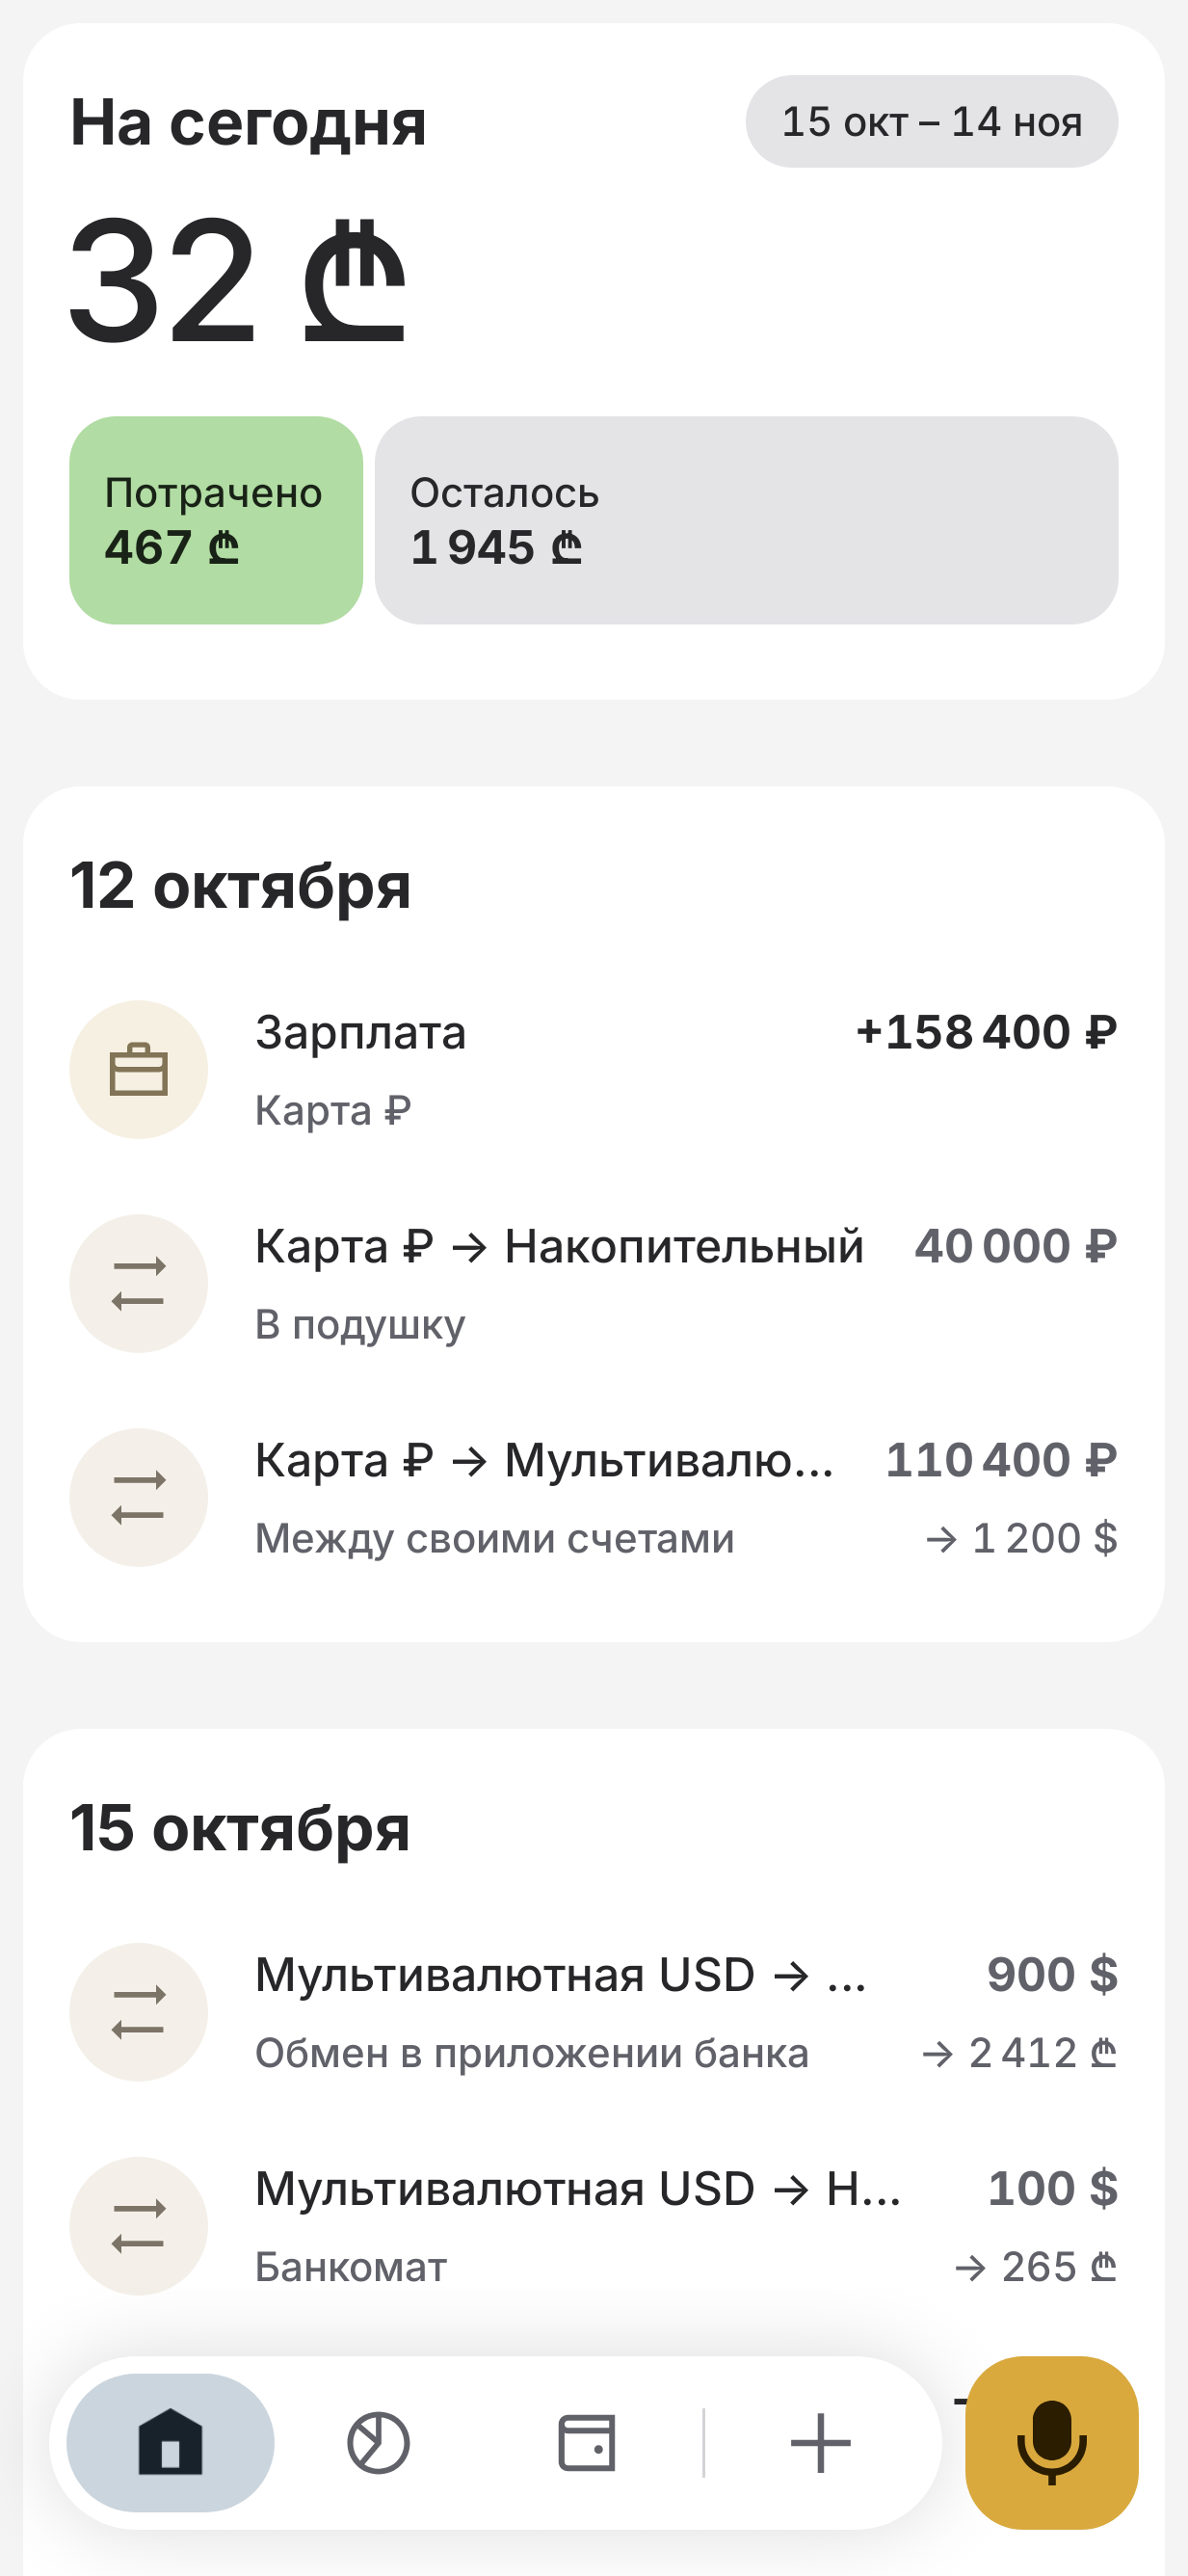 На сегодня
15 окт – 14 ноя
32 ₾
Потрачено
467 ₾
Осталось
1 945 ₾
12 октября
Зарплата
+158 400 ₽
Карта ₽
Карта ₽ → Накопительный
40 000 ₽
В подушку
Карта ₽ → Мультивалю...
110 400 ₽
Между своими счетами
→ 1 200 $
15 октября
Мультивалютная USD → ...
900 $
Обмен в приложении банка
→ 2 412 ₾
Мультивалютная USD → Н...
100 $
Банкомат
→ 265 ₾